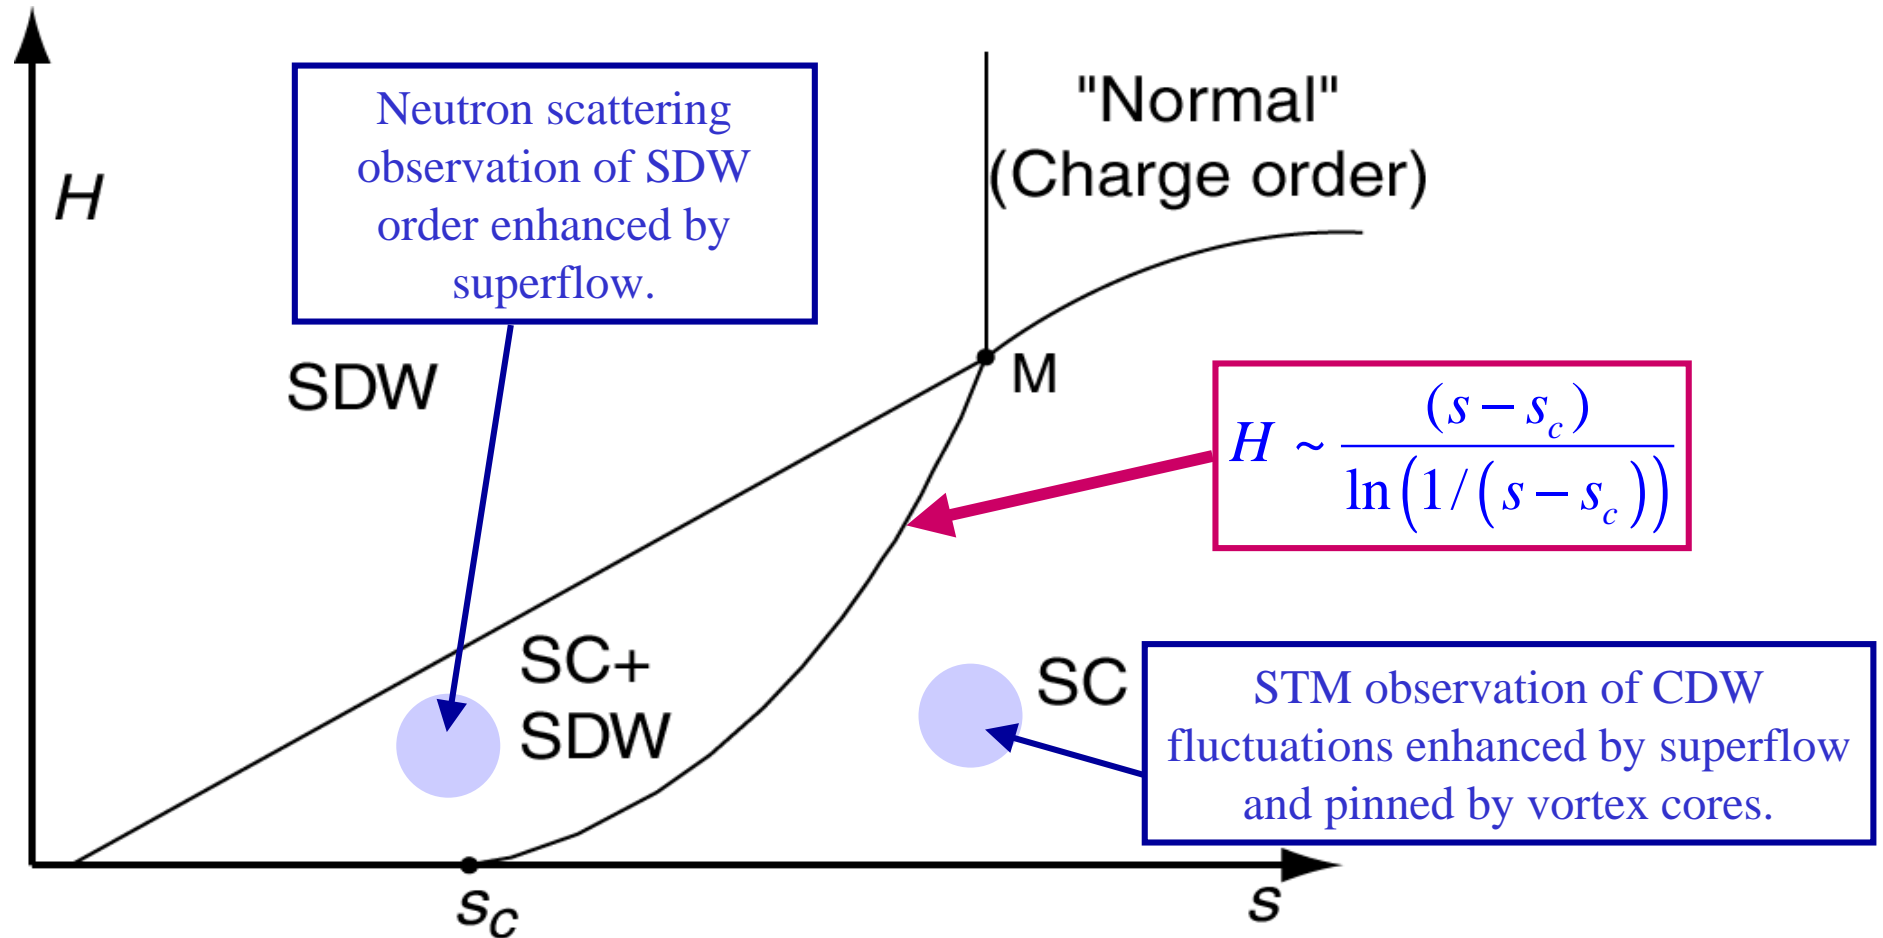 H
Neutron scattering
observation of SDW
order enhanced by
superflow.
"Normal"
(Charge order)
SDW
M
H ~ (s − s_c) / ln(1/(s − s_c))
SC+
SDW
SC
STM observation of CDW
fluctuations enhanced by superflow
and pinned by vortex cores.
s_c
s